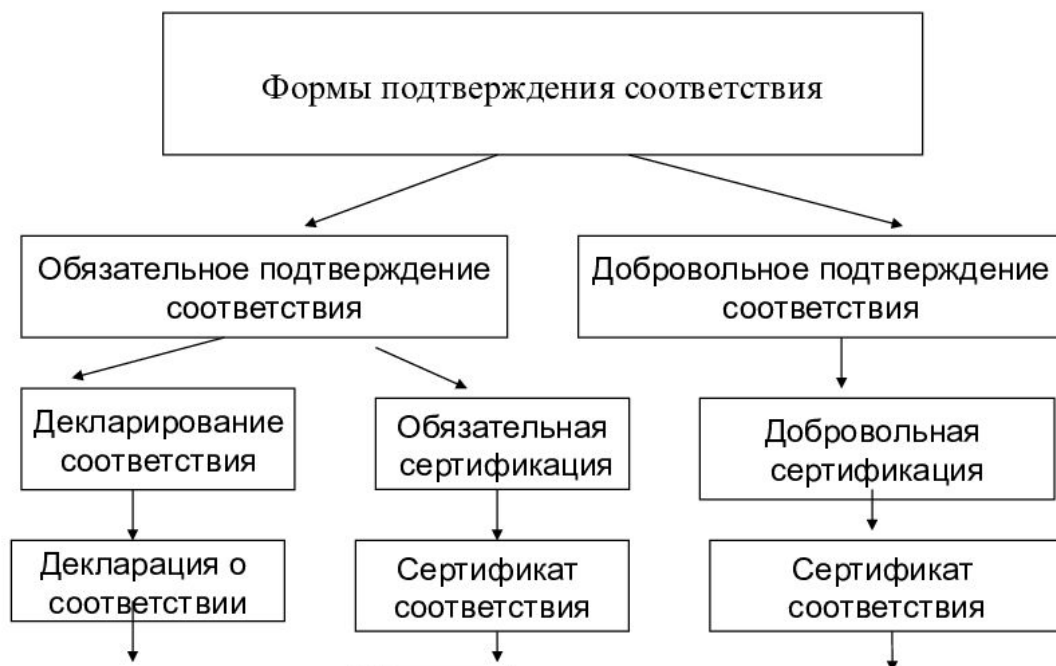 Формы подтверждения соответствия
Обязательное подтверждение
соответствия
Добровольное подтверждение
соответствия
Декларирование
соответствия
Обязательная
сертификация
Добровольная
сертификация
Декларация о
соответствии
Сертификат
соответствия
Сертификат
соответствия